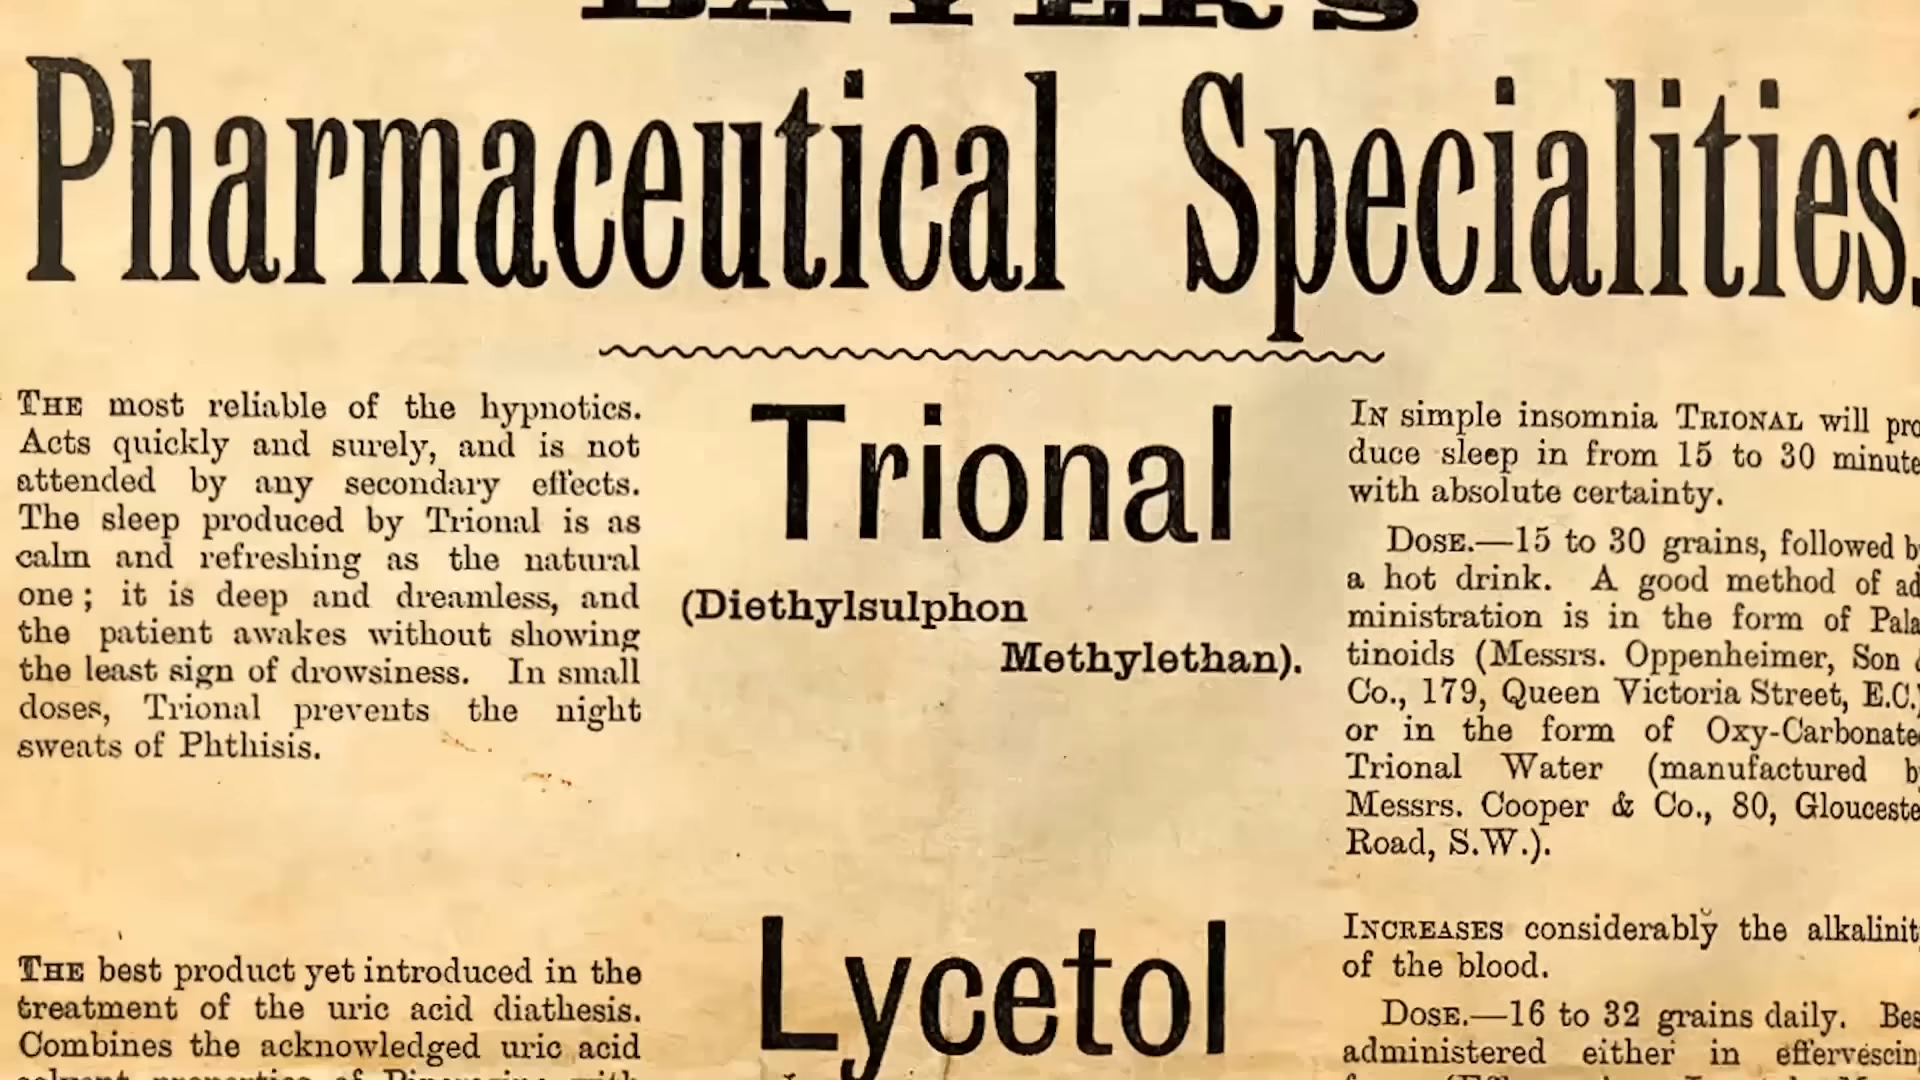 BAYER'S
Pharmaceutical Specialities.
THE most reliable of the hypnotics.
Acts quickly and surely, and is not
attended by any secondary effects.
The sleep produced by Trional is as
calm and refreshing as the natural
one; it is deep and dreamless, and
the patient awakes without showing
the least sign of drowsiness. In small
doses, Trional prevents the night
sweats of Phthisis.
Trional
(Diethylsulphon
Methylethan).
IN simple insomnia TRIONAL will pro
duce sleep in from 15 to 30 minute
with absolute certainty.
DOSE.—15 to 30 grains, followed b
a hot drink. A good method of ad
ministration is in the form of Pala
tinoids (Messrs. Oppenheimer, Son &
Co., 179, Queen Victoria Street, E.C.)
or in the form of Oxy-Carbonate
Trional Water (manufactured b
Messrs. Cooper & Co., 80, Glouceste
Road, S.W.).
THE best product yet introduced in the
treatment of the uric acid diathesis.
Combines the acknowledged uric acid
solvent properties of Piperazine with
Lycetol
INCREASES considerably the alkalinit
of the blood.
DOSE.—16 to 32 grains daily. Bes
administered either in effervescin